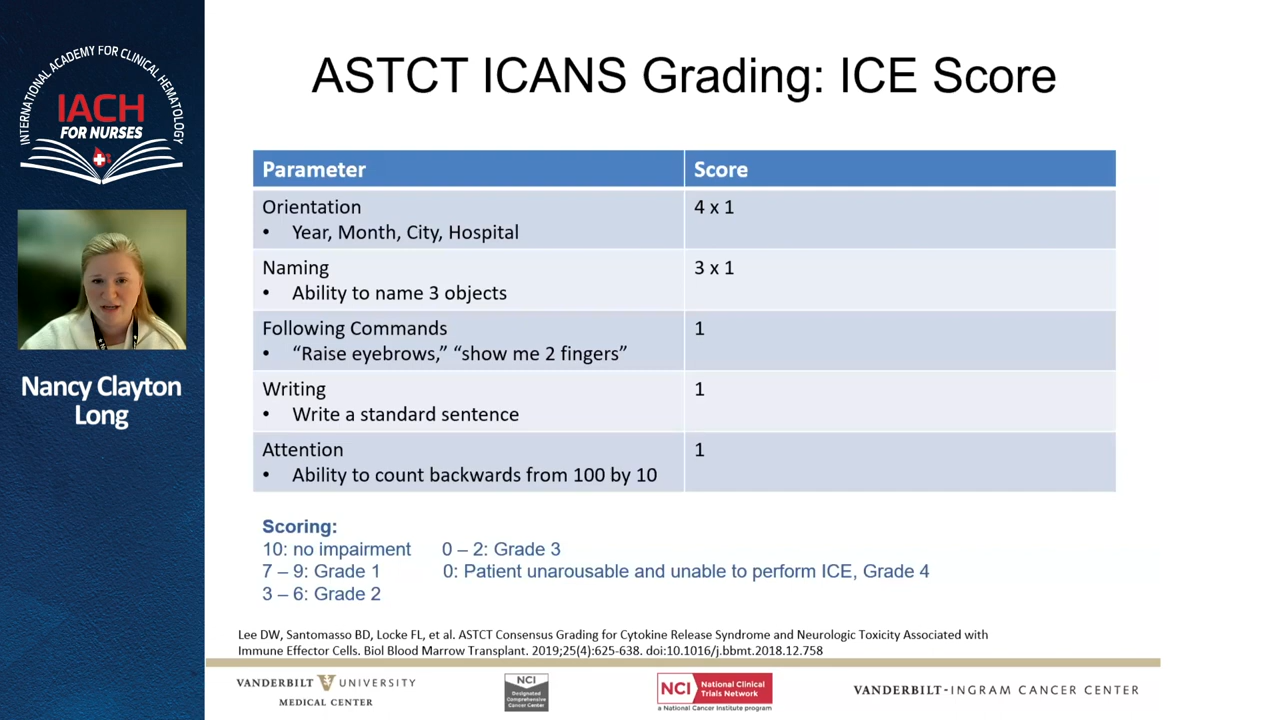 INTERNATIONAL ACADEMY FOR CLINICAL HEMATOLOGY
IACH
FOR NURSES
Nancy Clayton
Long
ASTCT ICANS Grading: ICE Score
Parameter Score
Orientation 4 x 1
• Year, Month, City, Hospital
Naming 3 x 1
• Ability to name 3 objects
Following Commands 1
• “Raise eyebrows,” “show me 2 fingers”
Writing 1
• Write a standard sentence
Attention 1
• Ability to count backwards from 100 by 10
Scoring:
10: no impairment 0 – 2: Grade 3
7 – 9: Grade 1 0: Patient unarousable and unable to perform ICE, Grade 4
3 – 6: Grade 2
Lee DW, Santomasso BD, Locke FL, et al. ASTCT Consensus Grading for Cytokine Release Syndrome and Neurologic Toxicity Associated with
Immune Effector Cells. Biol Blood Marrow Transplant. 2019;25(4):625-638. doi:10.1016/j.bbmt.2018.12.758
VANDERBILT UNIVERSITY
MEDICAL CENTER
NCI
Designated
Comprehensive
Cancer Center
NCI National Clinical
Trials Network
a National Cancer Institute program
VANDERBILT-INGRAM CANCER CENTER